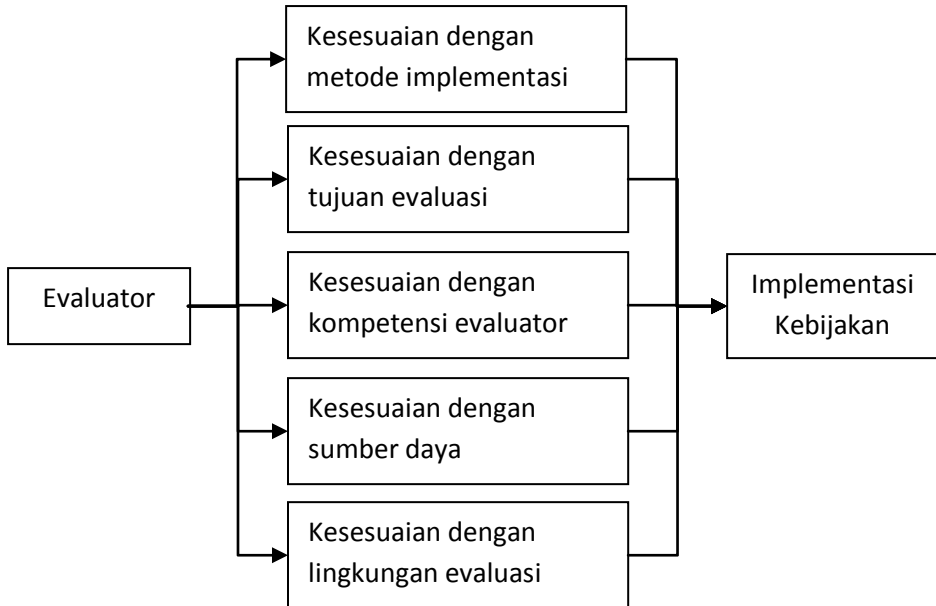 Kesesuaian dengan
metode implementasi
Kesesuaian dengan
tujuan evaluasi
Evaluator
Kesesuaian dengan
kompetensi evaluator
Implementasi
Kebijakan
Kesesuaian dengan
sumber daya
Kesesuaian dengan
lingkungan evaluasi